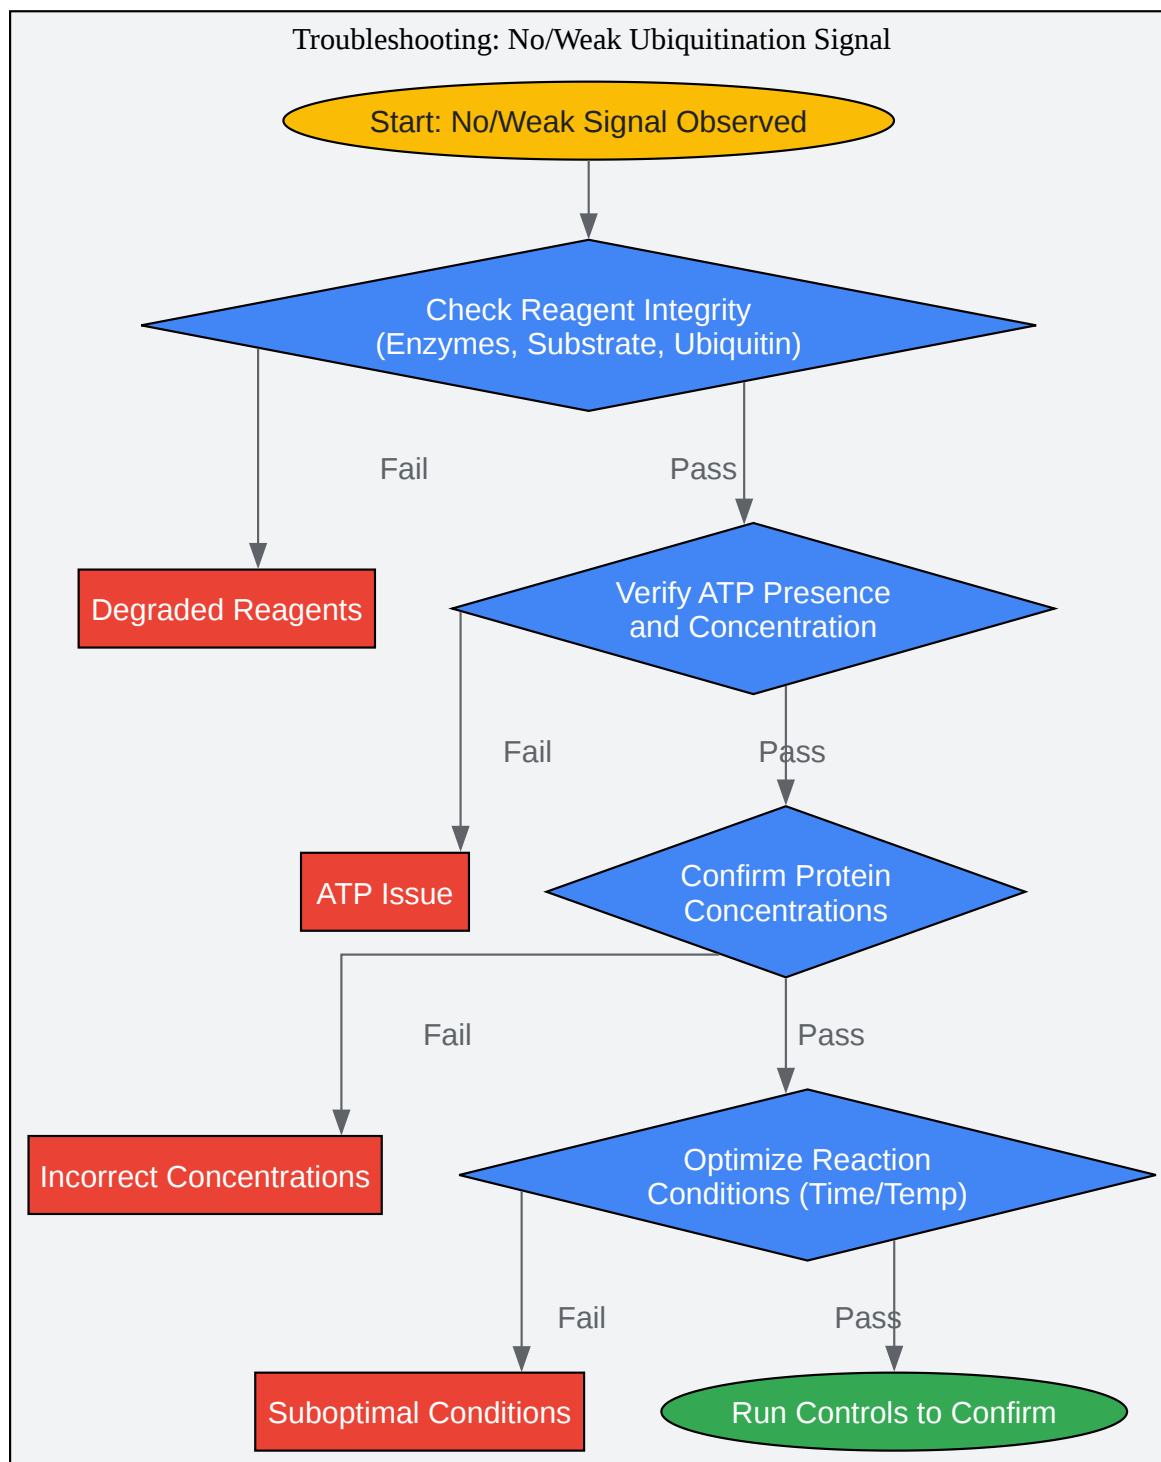 Troubleshooting: No/Weak Ubiquitination Signal
Start: No/Weak Signal Observed
Check Reagent Integrity
(Enzymes, Substrate, Ubiquitin)
Fail
Pass
Degraded Reagents
Verify ATP Presence
and Concentration
Fail
Pass
ATP Issue
Confirm Protein
Concentrations
Fail
Pass
Incorrect Concentrations
Optimize Reaction
Conditions (Time/Temp)
Fail
Pass
Suboptimal Conditions
Run Controls to Confirm